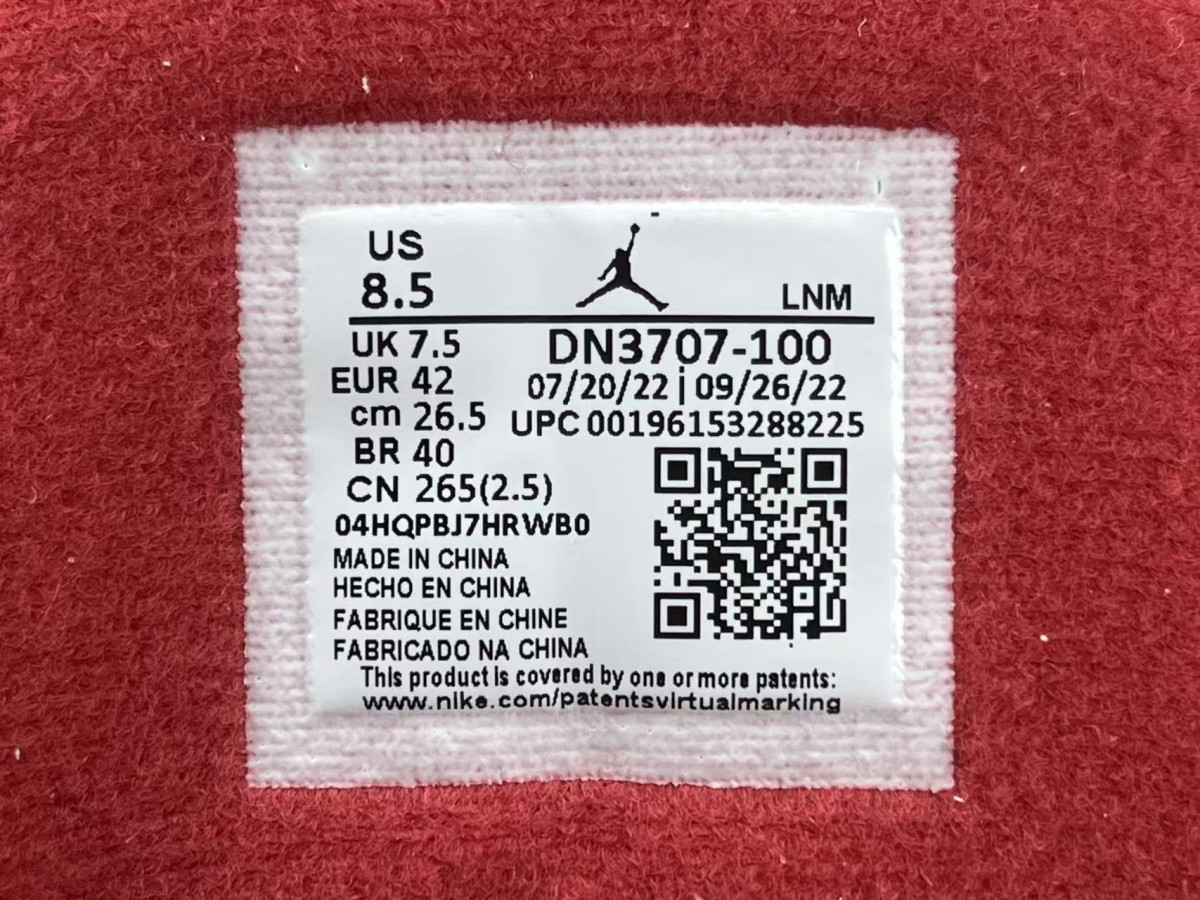 US
8.5
LNM
UK 7.5
DN3707-100
EUR 42
07/20/22 | 09/26/22
cm 26.5
UPC 00196153288225
BR 40
CN 265(2.5)
04HQPBJ7HRWB0
MADE IN CHINA
HECHO EN CHINA
FABRIQUE EN CHINE
FABRICADO NA CHINA
This product is covered by one or more patents:
www.nike.com/patentsvirtualmarking